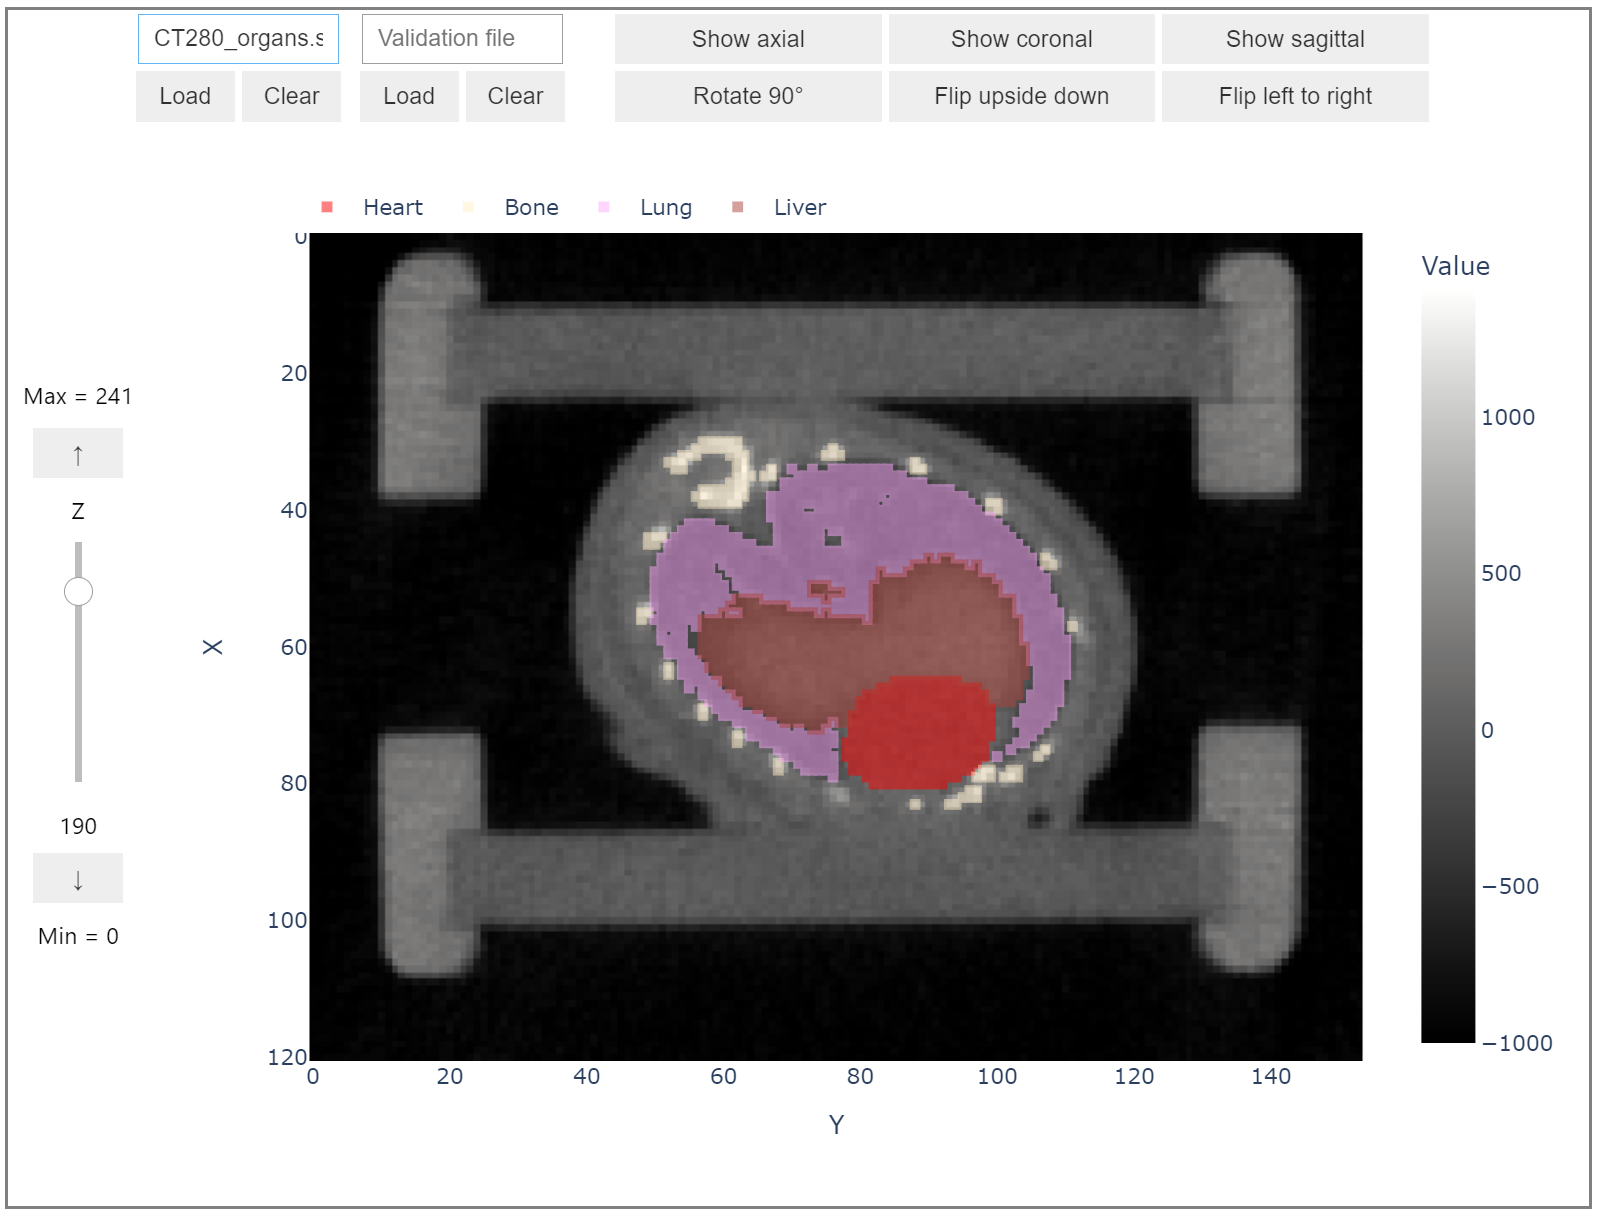 CT280_organs.s
Validation file
Show axial
Show coronal
Show sagittal
Load
Clear
Load
Clear
Rotate 90°
Flip upside down
Flip left to right
Heart
Bone
Lung
Liver
Value
Max = 241
↑
Z
190
↓
Min = 0
X
0
20
40
60
80
100
120
0
20
40
60
80
100
120
140
Y
1000
500
0
−500
−1000